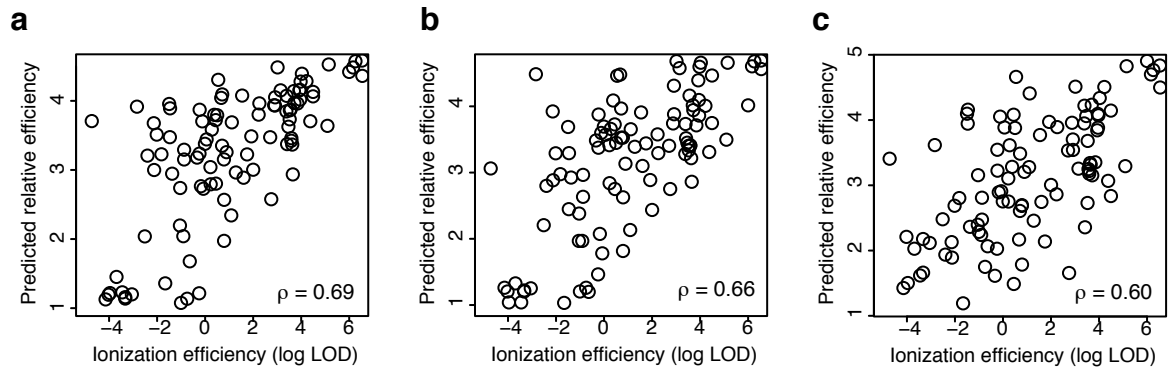 a
Predicted relative efficiency
4
3
2
1
ρ = 0.69
−4 −2 0 2 4 6
Ionization efficiency (log LOD)
b
Predicted relative efficiency
4
3
2
1
ρ = 0.66
−4 −2 0 2 4 6
Ionization efficiency (log LOD)
c
Predicted relative efficiency
5
4
3
2
1
ρ = 0.60
−4 −2 0 2 4 6
Ionization efficiency (log LOD)